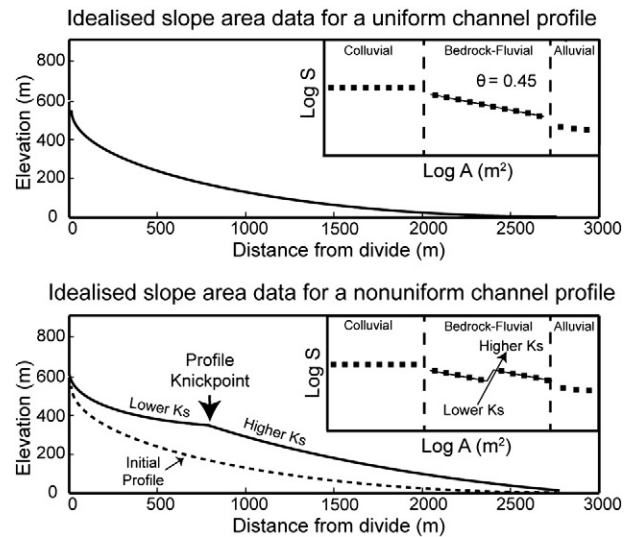 Idealised slope area data for a uniform channel profile
Elevation (m)
800
600
400
200
0
0
500
1000
1500
2000
2500
3000
Distance from divide (m)
Colluvial
Bedrock-Fluvial
Alluvial
Log S
θ = 0.45
Log A (m²)
Idealised slope area data for a nonuniform channel profile
Elevation (m)
800
600
400
200
0
0
500
1000
1500
2000
2500
3000
Distance from divide (m)
Profile
Knickpoint
Lower Ks
Higher Ks
Initial
Profile
Colluvial
Bedrock-Fluvial
Alluvial
Higher Ks
Log S
Lower Ks
Log A (m²)